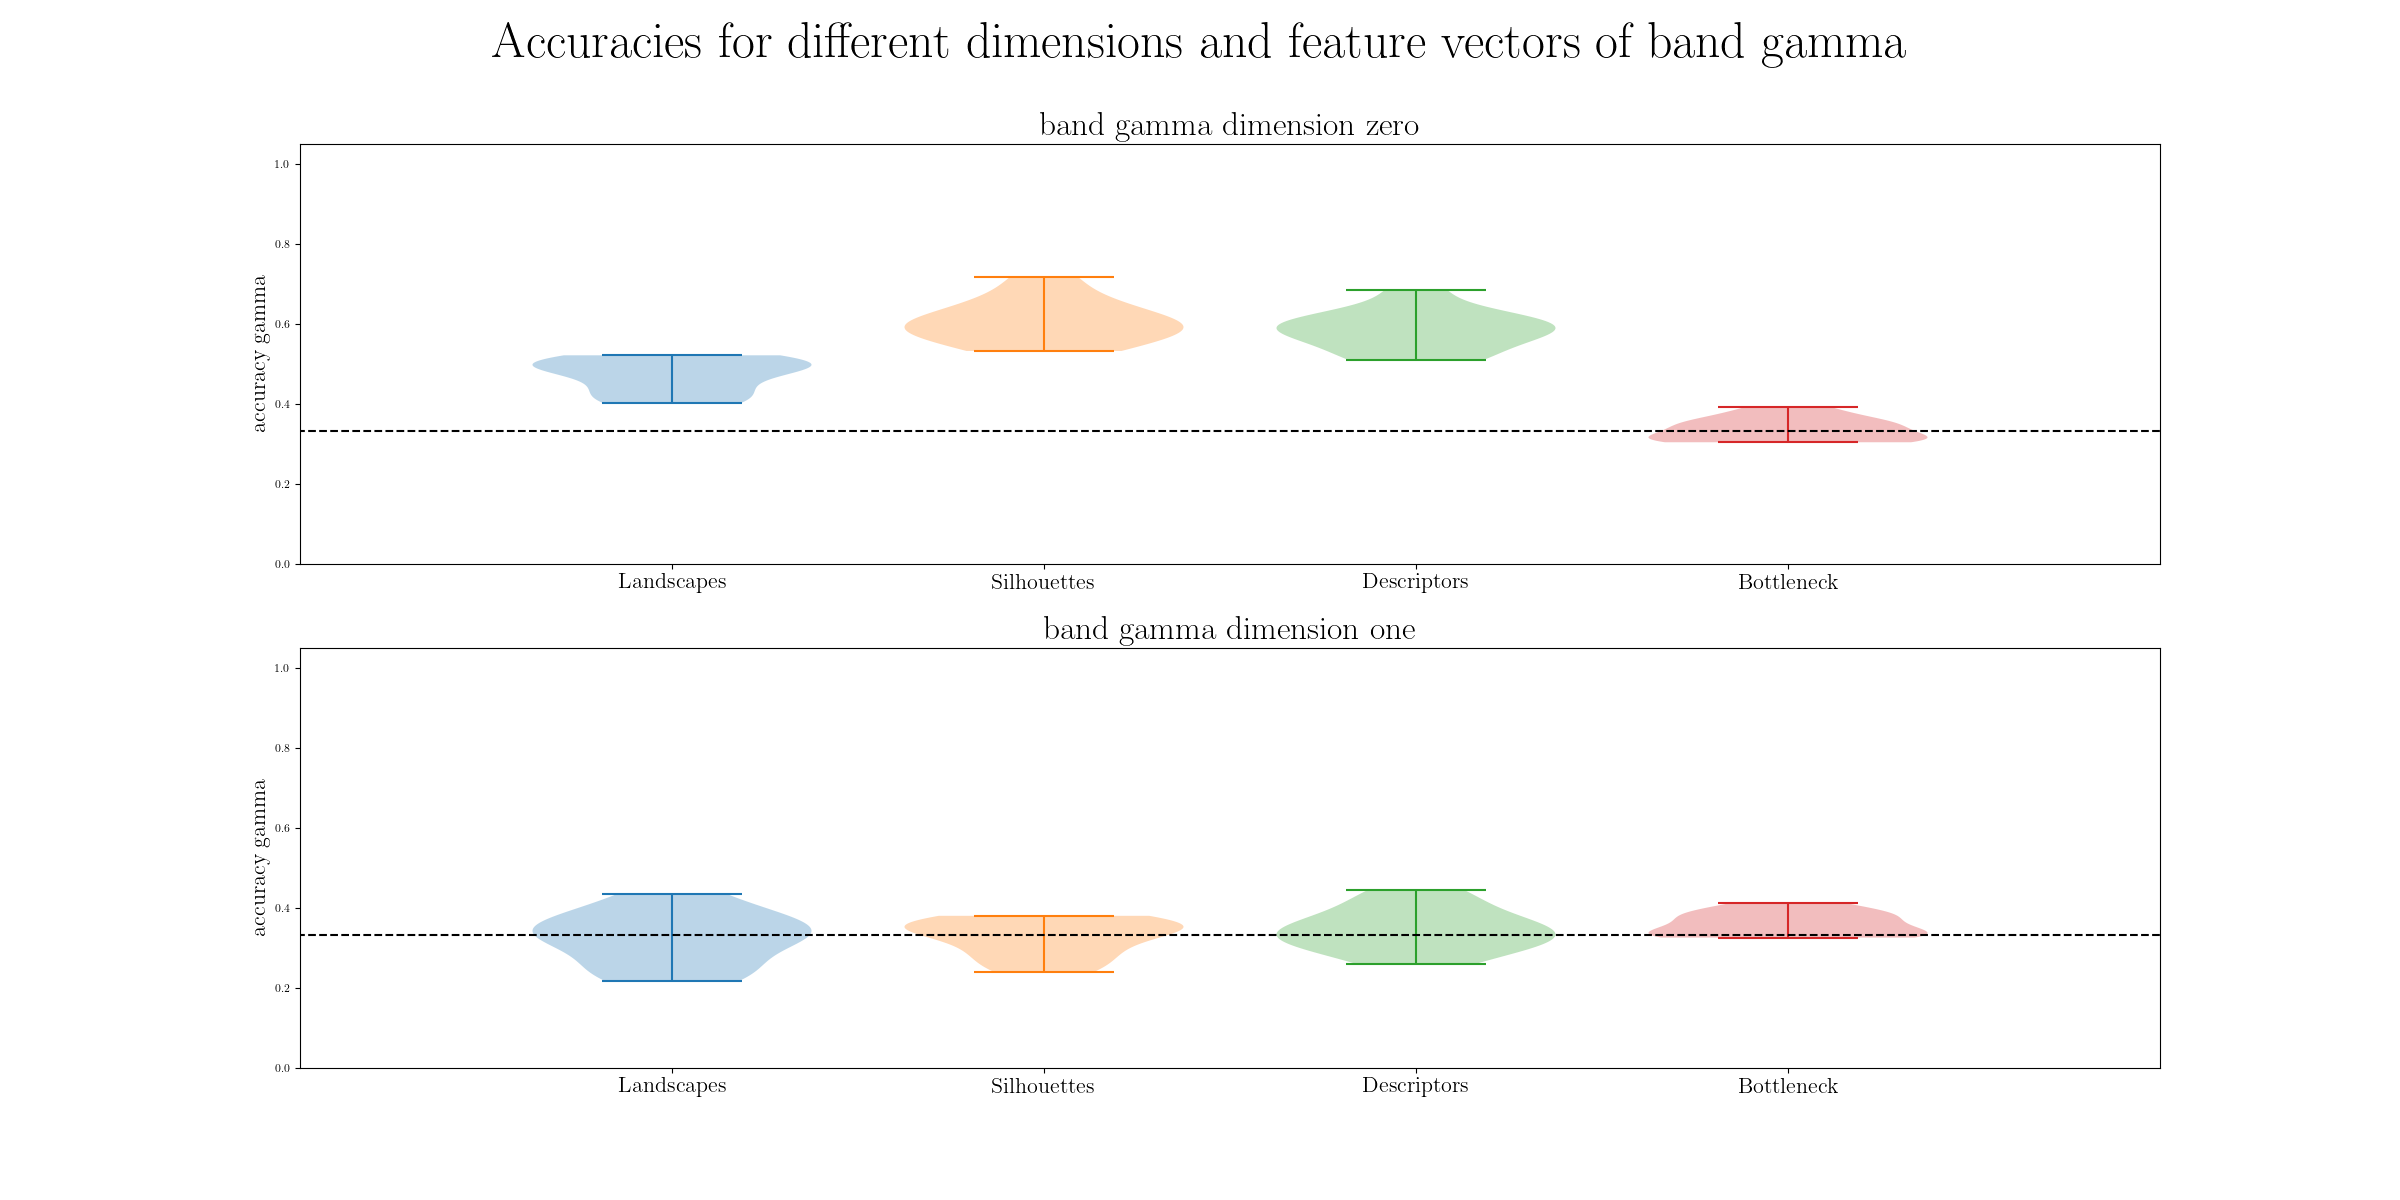 Accuracies for different dimensions and feature vectors of band gamma
band gamma dimension zero
accuracy gamma
1.0
0.8
0.6
0.4
0.2
0.0
Landscapes Silhouettes Descriptors Bottleneck
band gamma dimension one
accuracy gamma
1.0
0.8
0.6
0.4
0.2
0.0
Landscapes Silhouettes Descriptors Bottleneck